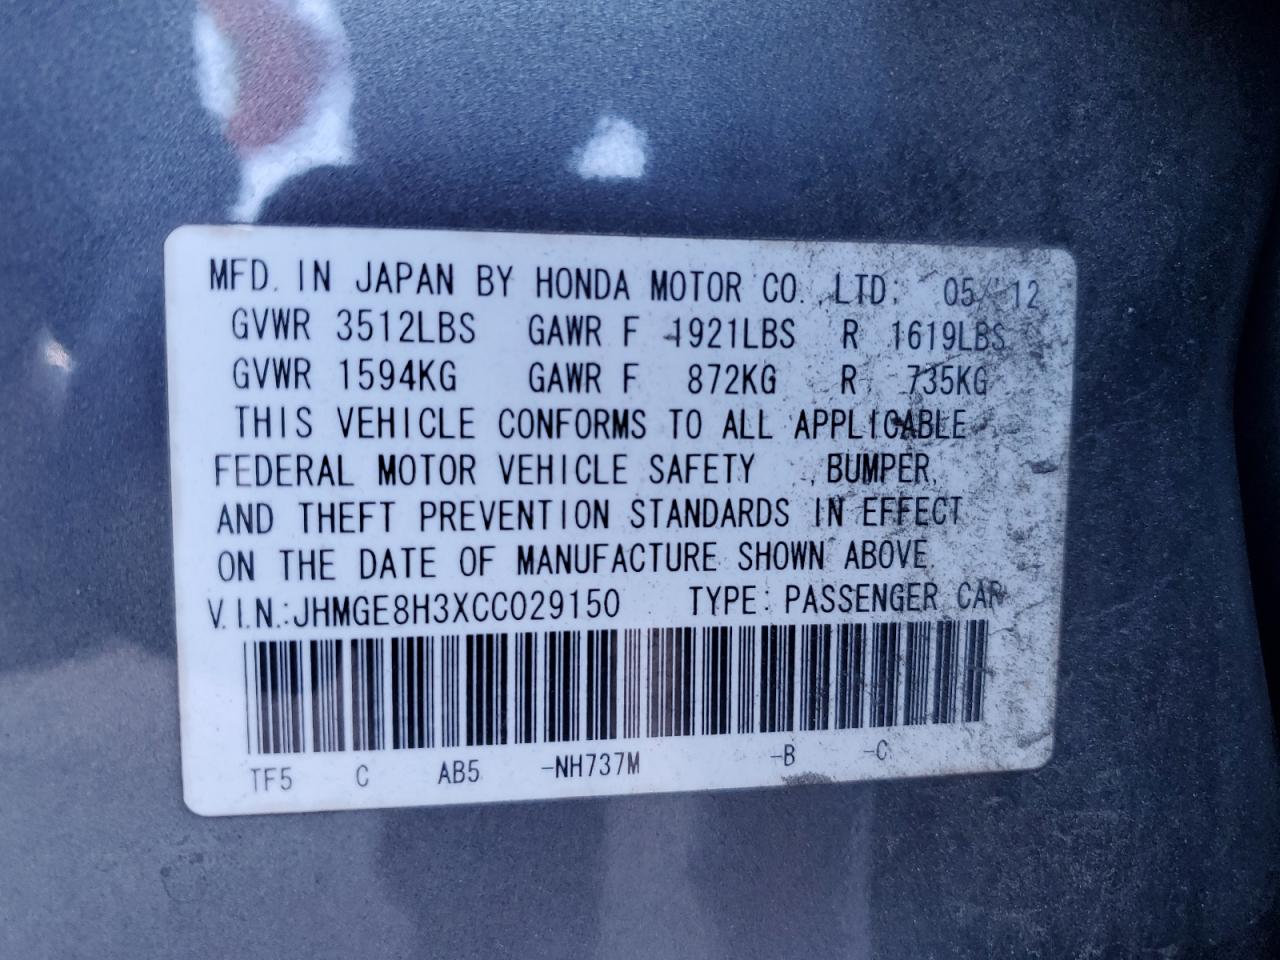 MFD. IN JAPAN BY HONDA MOTOR CO. LTD. 05/12
GVWR 3512LBS GAWR F 1921LBS R 1619LBS
GVWR 1594KG GAWR F 872KG R 735KG
THIS VEHICLE CONFORMS TO ALL APPLICABLE
FEDERAL MOTOR VEHICLE SAFETY , BUMPER,
AND THEFT PREVENTION STANDARDS IN EFFECT
ON THE DATE OF MANUFACTURE SHOWN ABOVE
V.I.N.:JHMGE8H3XCC029150 TYPE: PASSENGER CAR
TF5 C AB5 -NH737M -B -C